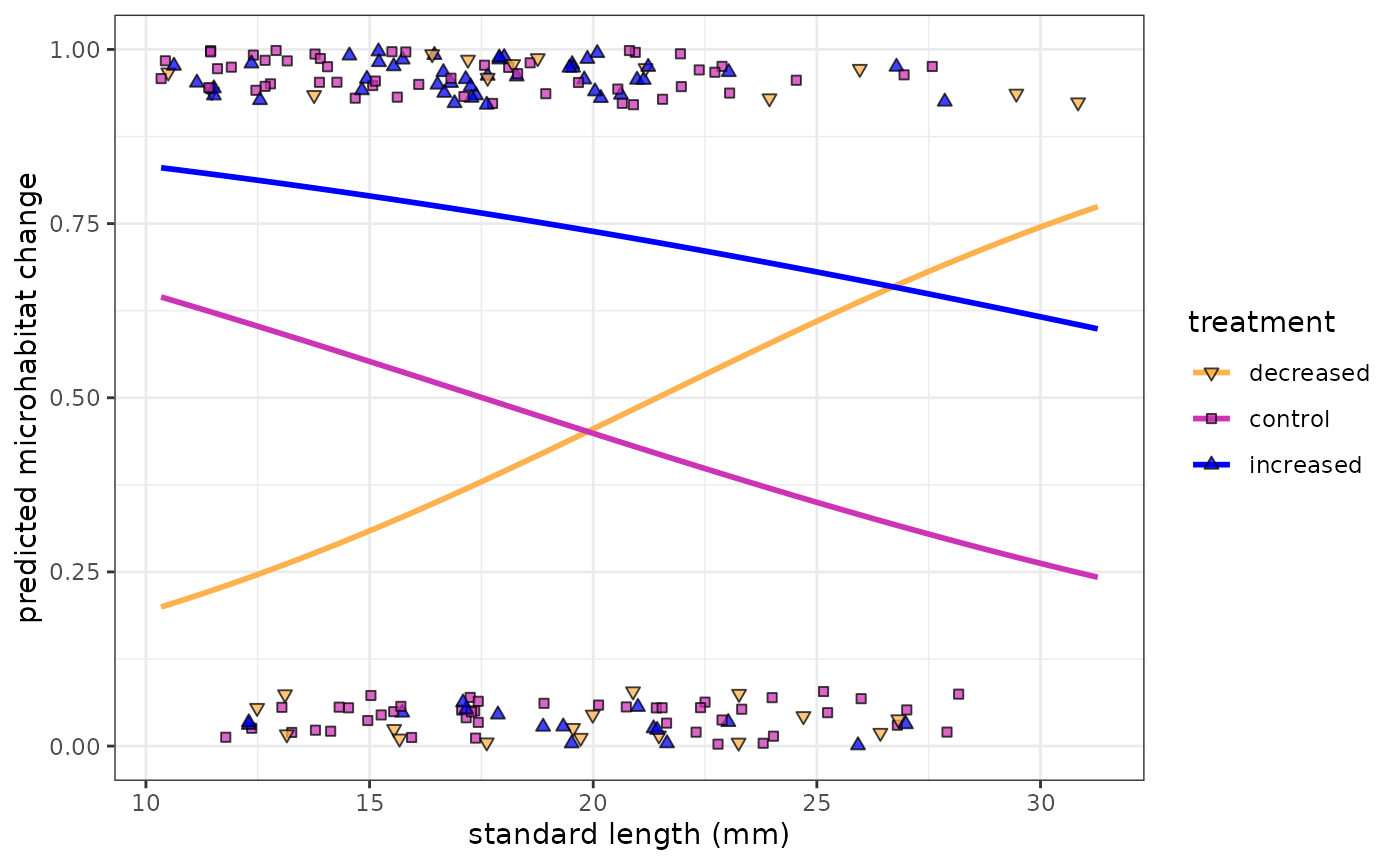 1.00
0.75
0.50
0.25
0.00
predicted microhabitat change
10 15 20 25 30
standard length (mm)
treatment
decreased
control
increased